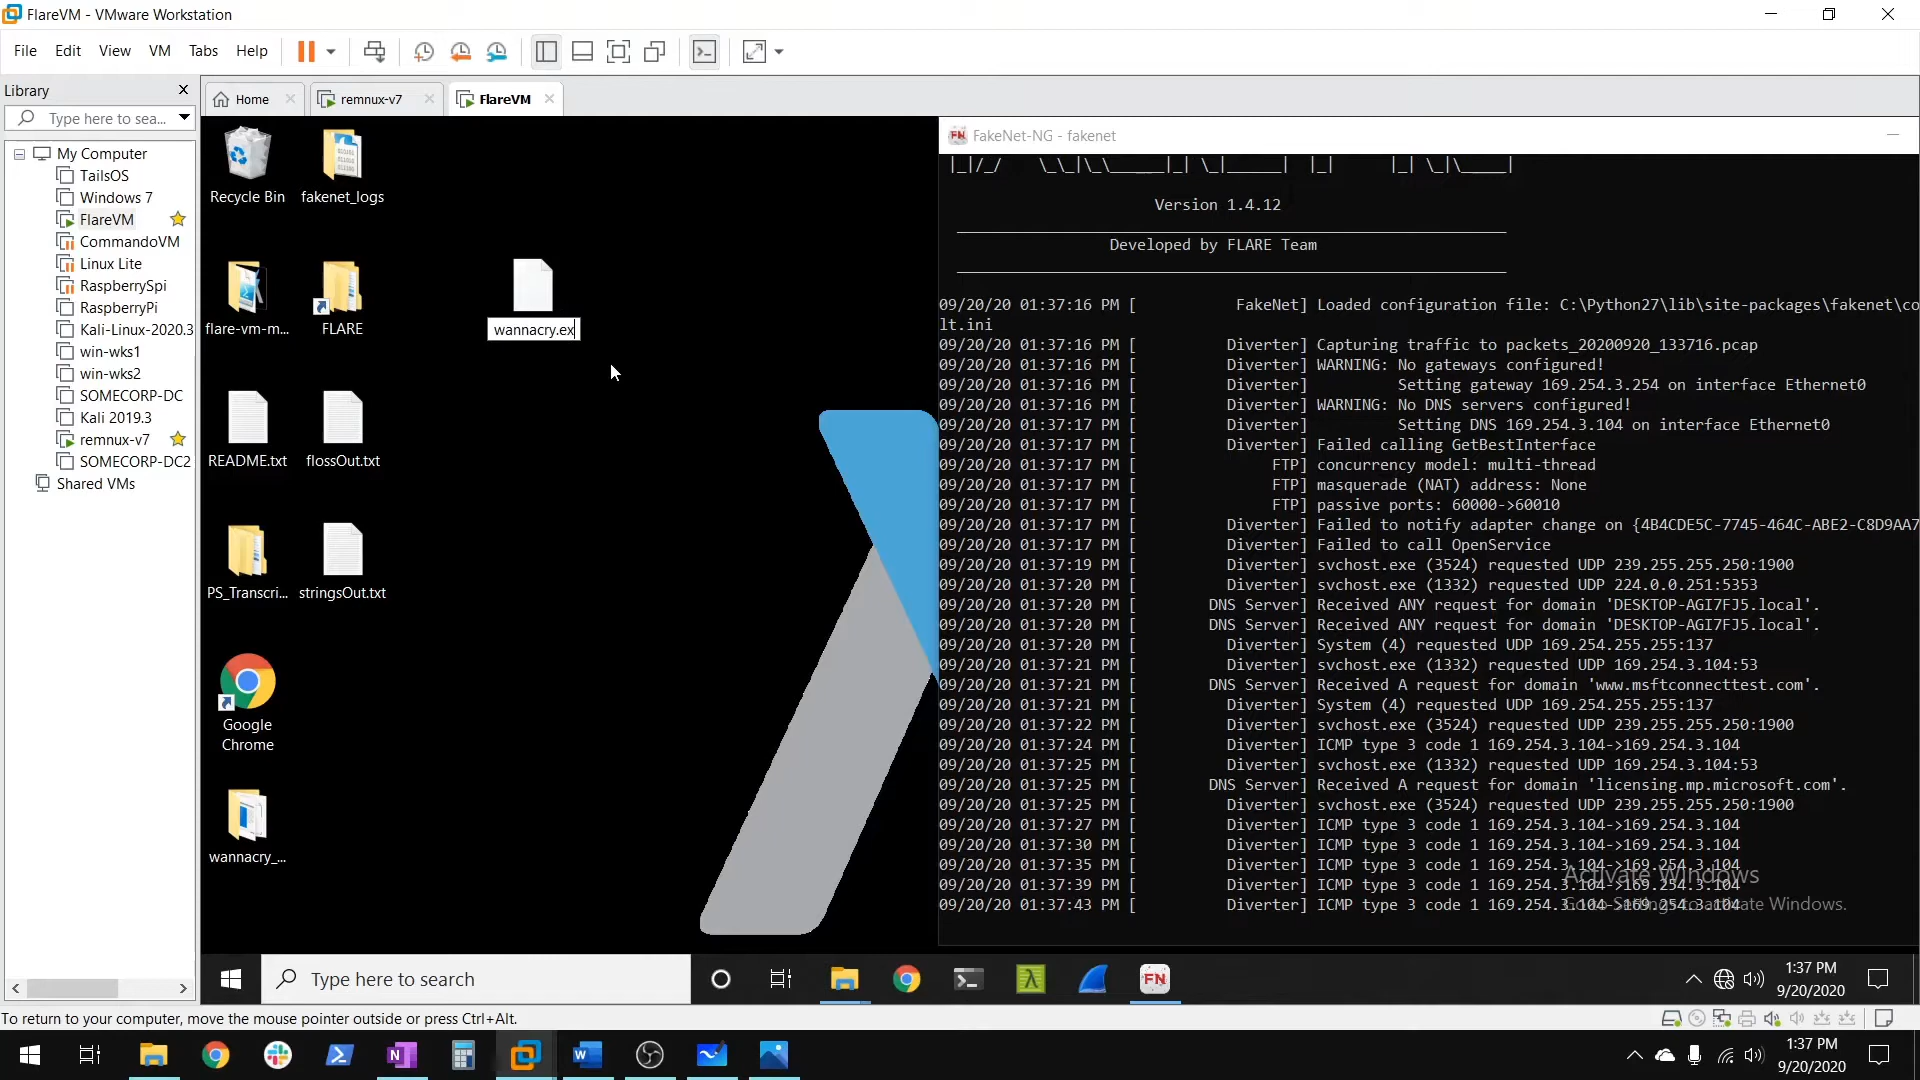 FlareVM - VMware Workstation
File Edit View VM Tabs Help
Library
Type here to sea...
My Computer
TailsOS
Windows 7
FlareVM
CommandoVM
Linux Lite
RaspberrySpi
RaspberryPi
Kali-Linux-2020.3
win-wks1
win-wks2
SOMECORP-DC
Kali 2019.3
remnux-v7
SOMECORP-DC2
Shared VMs
Home
remnux-v7
FlareVM
Recycle Bin
fakenet_logs
flare-vm-m...
FLARE
wannacry.ex
README.txt
flossOut.txt
PS_Transcri...
stringsOut.txt
Google
Chrome
wannacry_...
FN FakeNet-NG - fakenet
Version 1.4.12
Developed by FLARE Team
09/20/20 01:37:16 PM [ FakeNet] Loaded configuration file: C:\Python27\lib\site-packages\fakenet\co
lt.ini
09/20/20 01:37:16 PM [ Diverter] Capturing traffic to packets_20200920_133716.pcap
09/20/20 01:37:16 PM [ Diverter] WARNING: No gateways configured!
09/20/20 01:37:16 PM [ Diverter] Setting gateway 169.254.3.254 on interface Ethernet0
09/20/20 01:37:16 PM [ Diverter] WARNING: No DNS servers configured!
09/20/20 01:37:17 PM [ Diverter] Setting DNS 169.254.3.104 on interface Ethernet0
09/20/20 01:37:17 PM [ Diverter] Failed calling GetBestInterface
09/20/20 01:37:17 PM [ FTP] concurrency model: multi-thread
09/20/20 01:37:17 PM [ FTP] masquerade (NAT) address: None
09/20/20 01:37:17 PM [ FTP] passive ports: 60000->60010
09/20/20 01:37:17 PM [ Diverter] Failed to notify adapter change on {4B4CDE5C-7745-464C-ABE2-C8D9AA7
09/20/20 01:37:17 PM [ Diverter] Failed to call OpenService
09/20/20 01:37:19 PM [ Diverter] svchost.exe (3524) requested UDP 239.255.255.250:1900
09/20/20 01:37:20 PM [ Diverter] svchost.exe (1332) requested UDP 224.0.0.251:5353
09/20/20 01:37:20 PM [ DNS Server] Received ANY request for domain 'DESKTOP-AGI7FJ5.local'.
09/20/20 01:37:20 PM [ DNS Server] Received ANY request for domain 'DESKTOP-AGI7FJ5.local'.
09/20/20 01:37:20 PM [ Diverter] System (4) requested UDP 169.254.255.255:137
09/20/20 01:37:21 PM [ Diverter] svchost.exe (1332) requested UDP 169.254.3.104:53
09/20/20 01:37:21 PM [ DNS Server] Received A request for domain 'www.msftconnecttest.com'.
09/20/20 01:37:21 PM [ Diverter] System (4) requested UDP 169.254.255.255:137
09/20/20 01:37:22 PM [ Diverter] svchost.exe (3524) requested UDP 239.255.255.250:1900
09/20/20 01:37:24 PM [ Diverter] ICMP type 3 code 1 169.254.3.104->169.254.3.104
09/20/20 01:37:25 PM [ Diverter] svchost.exe (1332) requested UDP 169.254.3.104:53
09/20/20 01:37:25 PM [ DNS Server] Received A request for domain 'licensing.mp.microsoft.com'.
09/20/20 01:37:25 PM [ Diverter] svchost.exe (3524) requested UDP 239.255.255.250:1900
09/20/20 01:37:27 PM [ Diverter] ICMP type 3 code 1 169.254.3.104->169.254.3.104
09/20/20 01:37:30 PM [ Diverter] ICMP type 3 code 1 169.254.3.104->169.254.3.104
09/20/20 01:37:35 PM [ Diverter] ICMP type 3 code 1 169.254.3.104->169.254.3.104
09/20/20 01:37:39 PM [ Diverter] ICMP type 3 code 1 169.254.3.104->169.254.3.104
09/20/20 01:37:43 PM [ Diverter] ICMP type 3 code 1 169.254.3.104->169.254.3.104
Activate Windows
Go to Settings to activate Windows.
Type here to search
FN
1:37 PM
9/20/2020
To return to your computer, move the mouse pointer outside or press Ctrl+Alt.
1:37 PM
9/20/2020